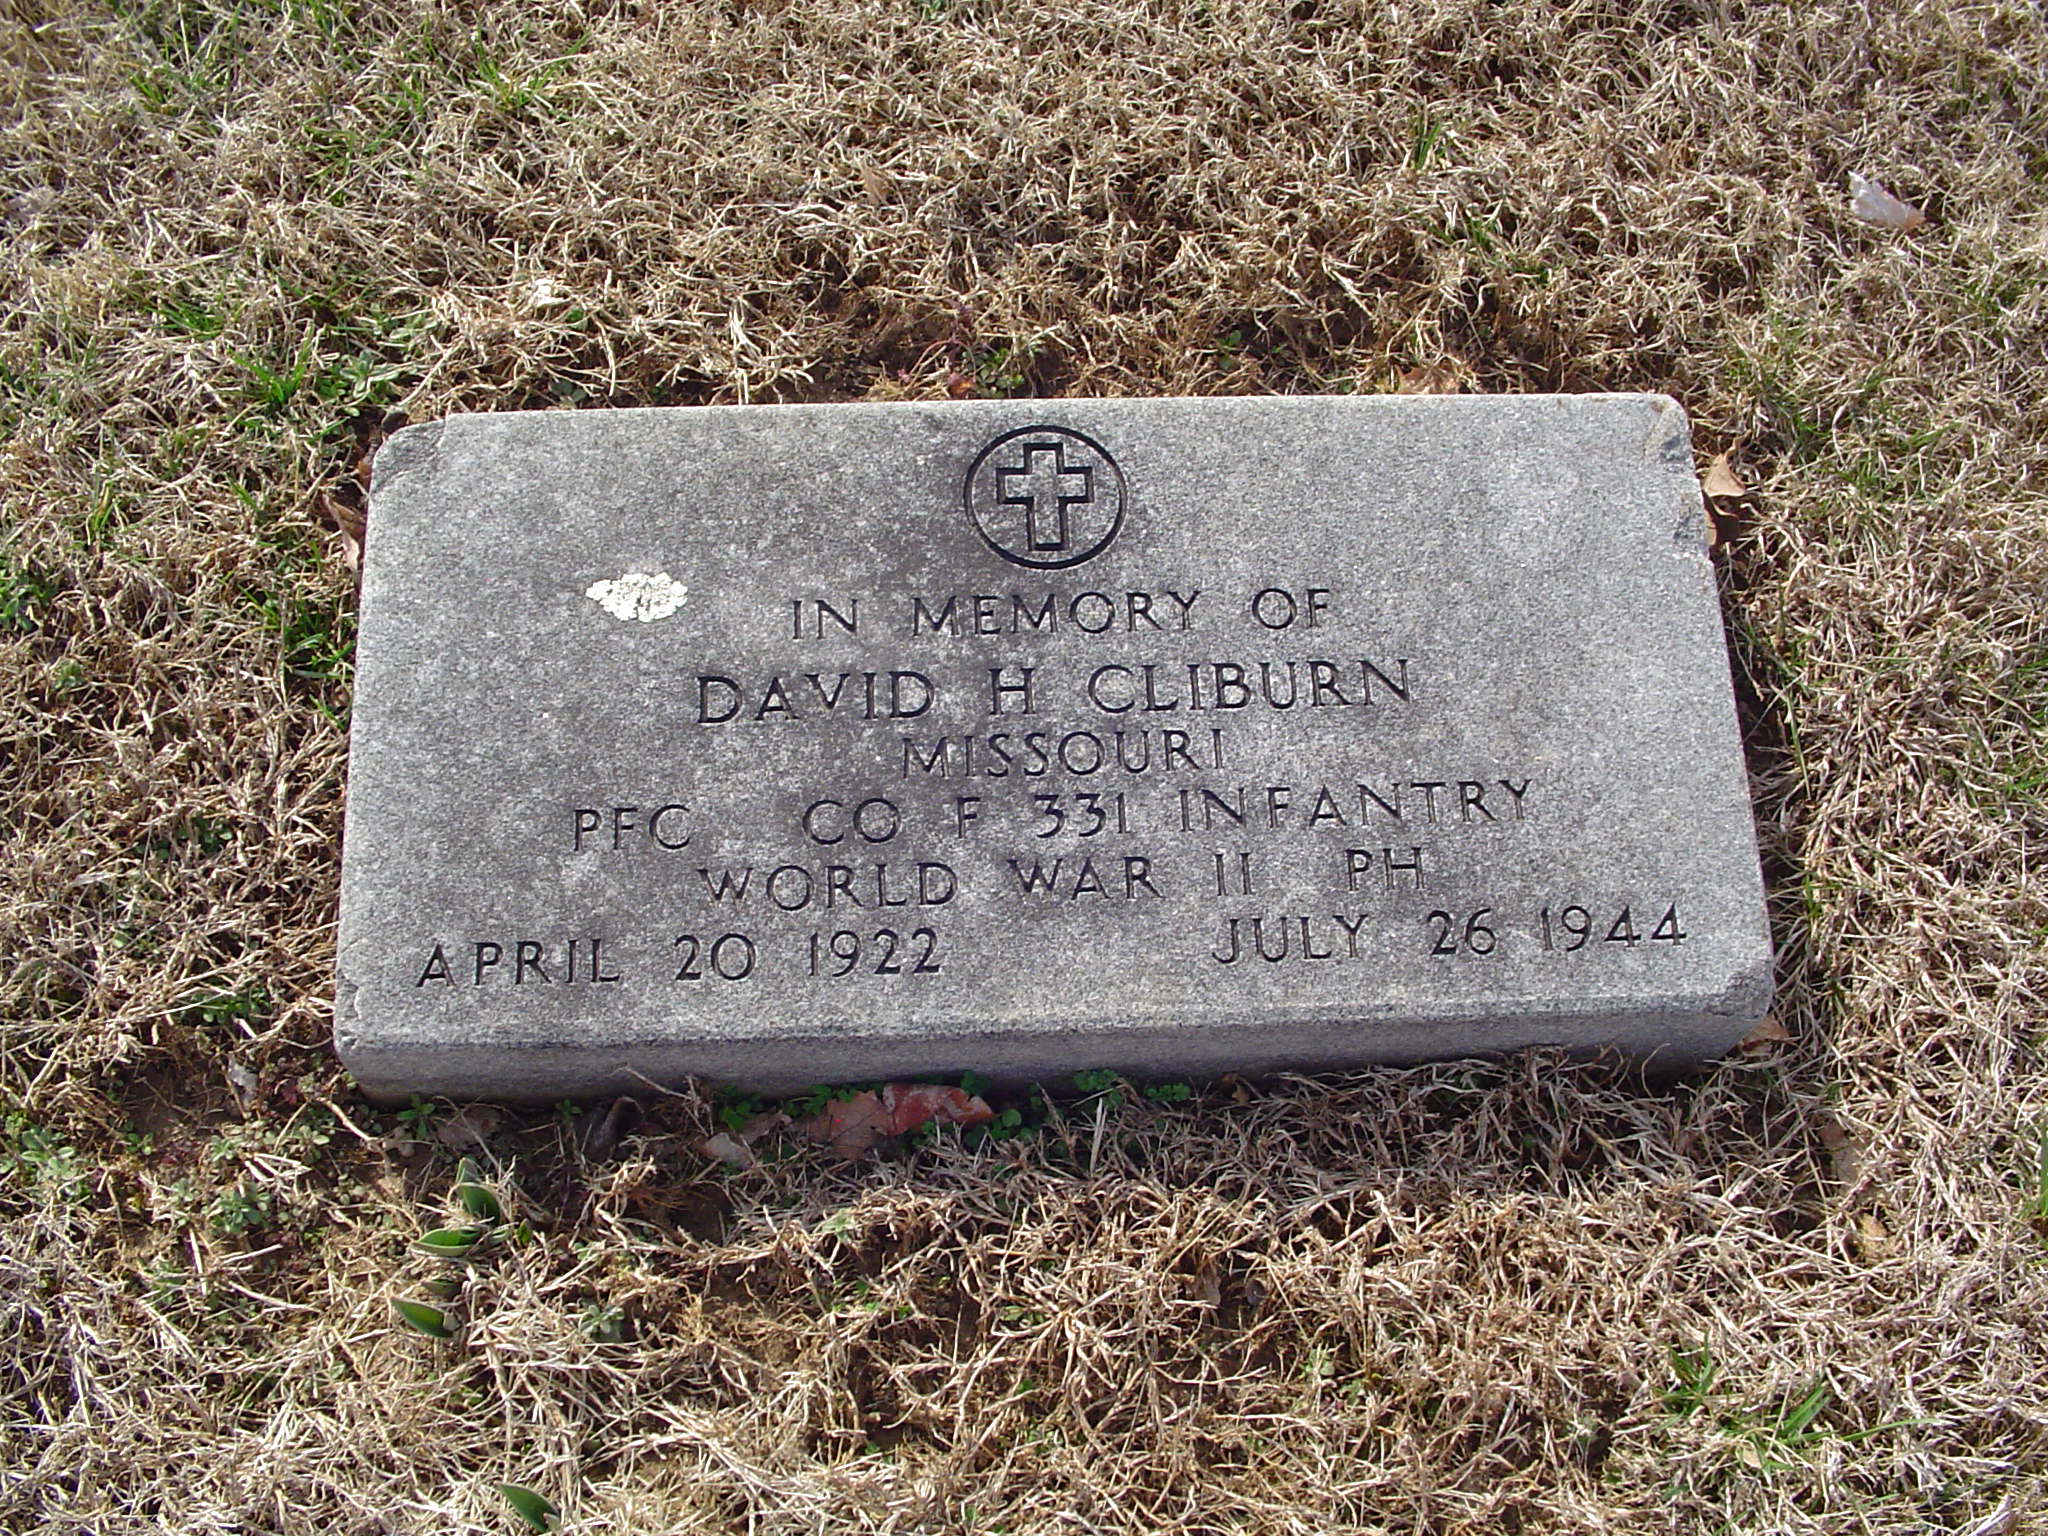 IN MEMORY OF
DAVID H CLIBURN
MISSOURI
PFC CO F 331 INFANTRY
WORLD WAR II PH
APRIL 20 1922 JULY 26 1944